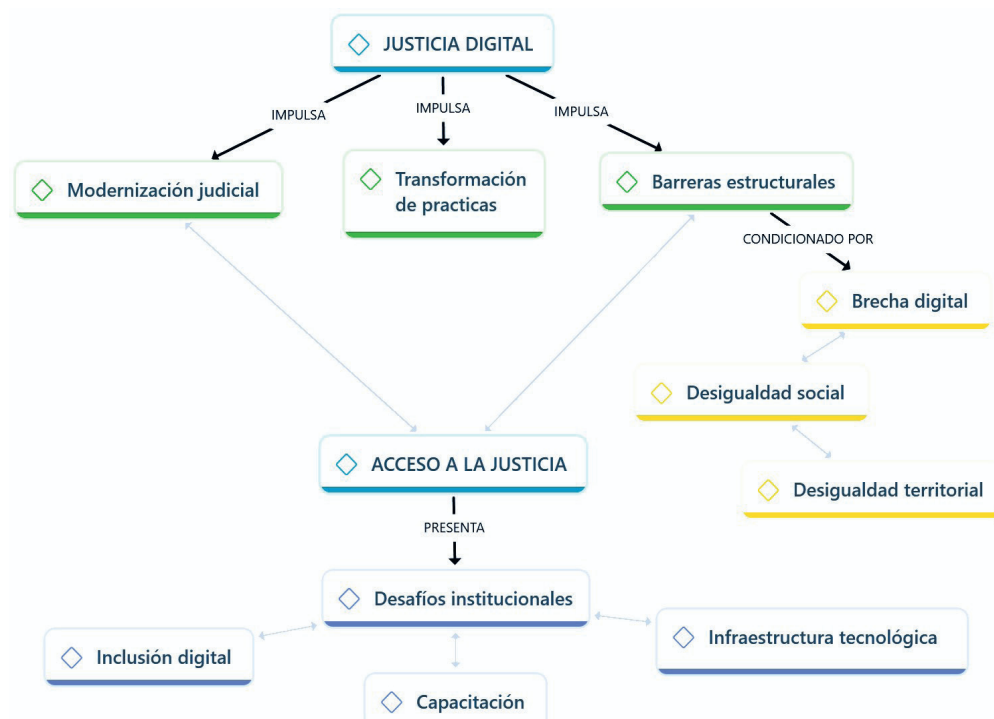 JUSTICIA DIGITAL
IMPULSA
IMPULSA
IMPULSA
Modernización judicial
Transformación
de practicas
Barreras estructurales
CONDICIONADO POR
Brecha digital
Desigualdad social
ACCESO A LA JUSTICIA
Desigualdad territorial
PRESENTA
Desafíos institucionales
Inclusión digital
Infraestructura tecnológica
Capacitación